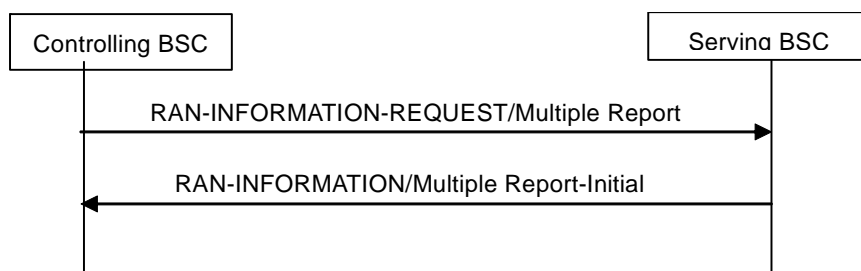 Controlling BSC
Serving BSC
RAN-INFORMATION-REQUEST/Multiple Report
RAN-INFORMATION/Multiple Report-Initial